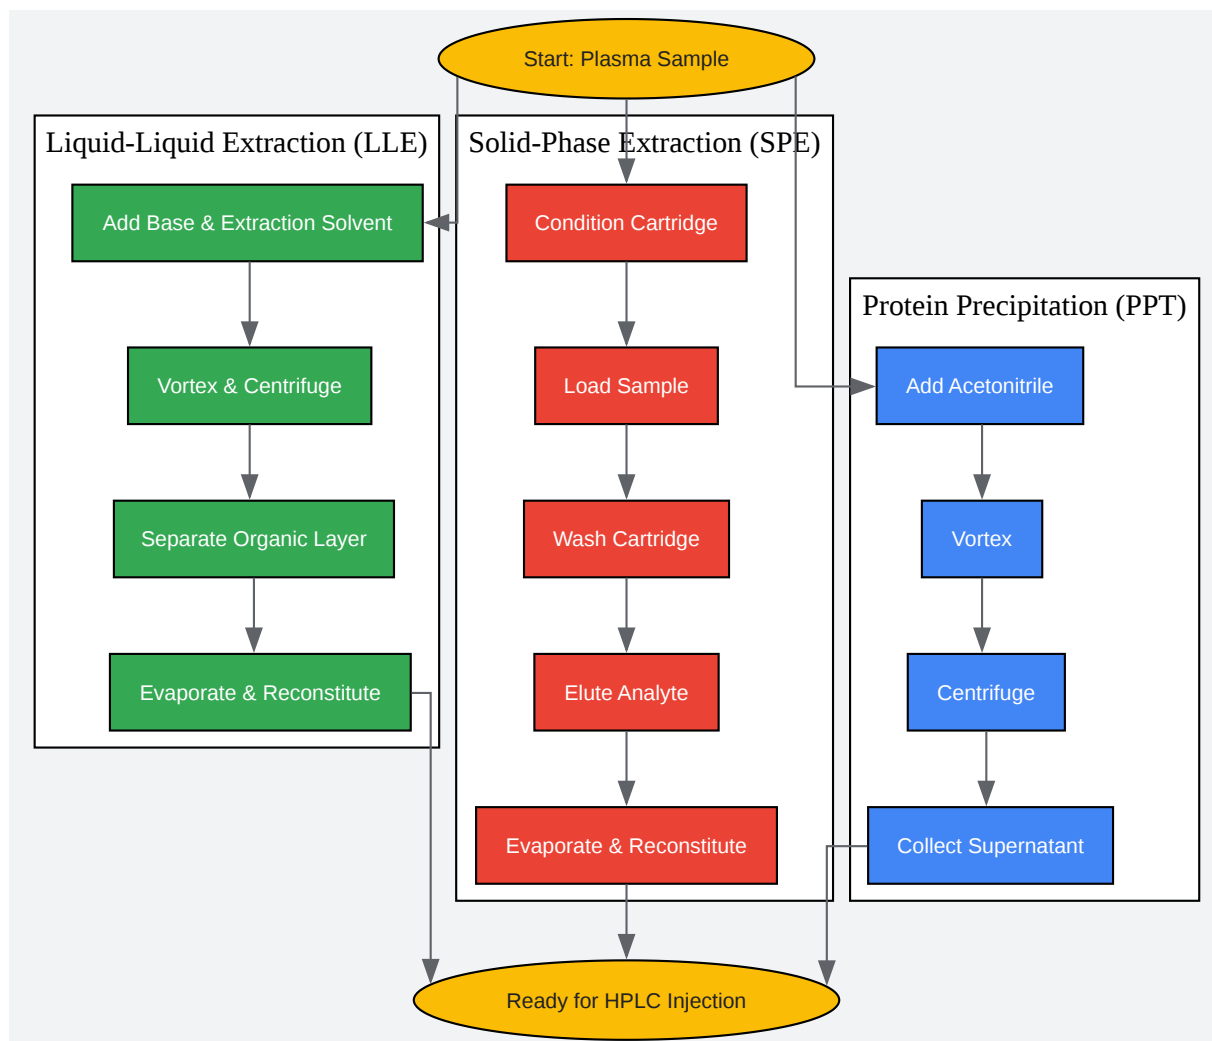 Start: Plasma Sample
Liquid-Liquid Extraction (LLE)
Add Base & Extraction Solvent
Vortex & Centrifuge
Separate Organic Layer
Evaporate & Reconstitute
Solid-Phase Extraction (SPE)
Condition Cartridge
Load Sample
Wash Cartridge
Elute Analyte
Evaporate & Reconstitute
Protein Precipitation (PPT)
Add Acetonitrile
Vortex
Centrifuge
Collect Supernatant
Ready for HPLC Injection